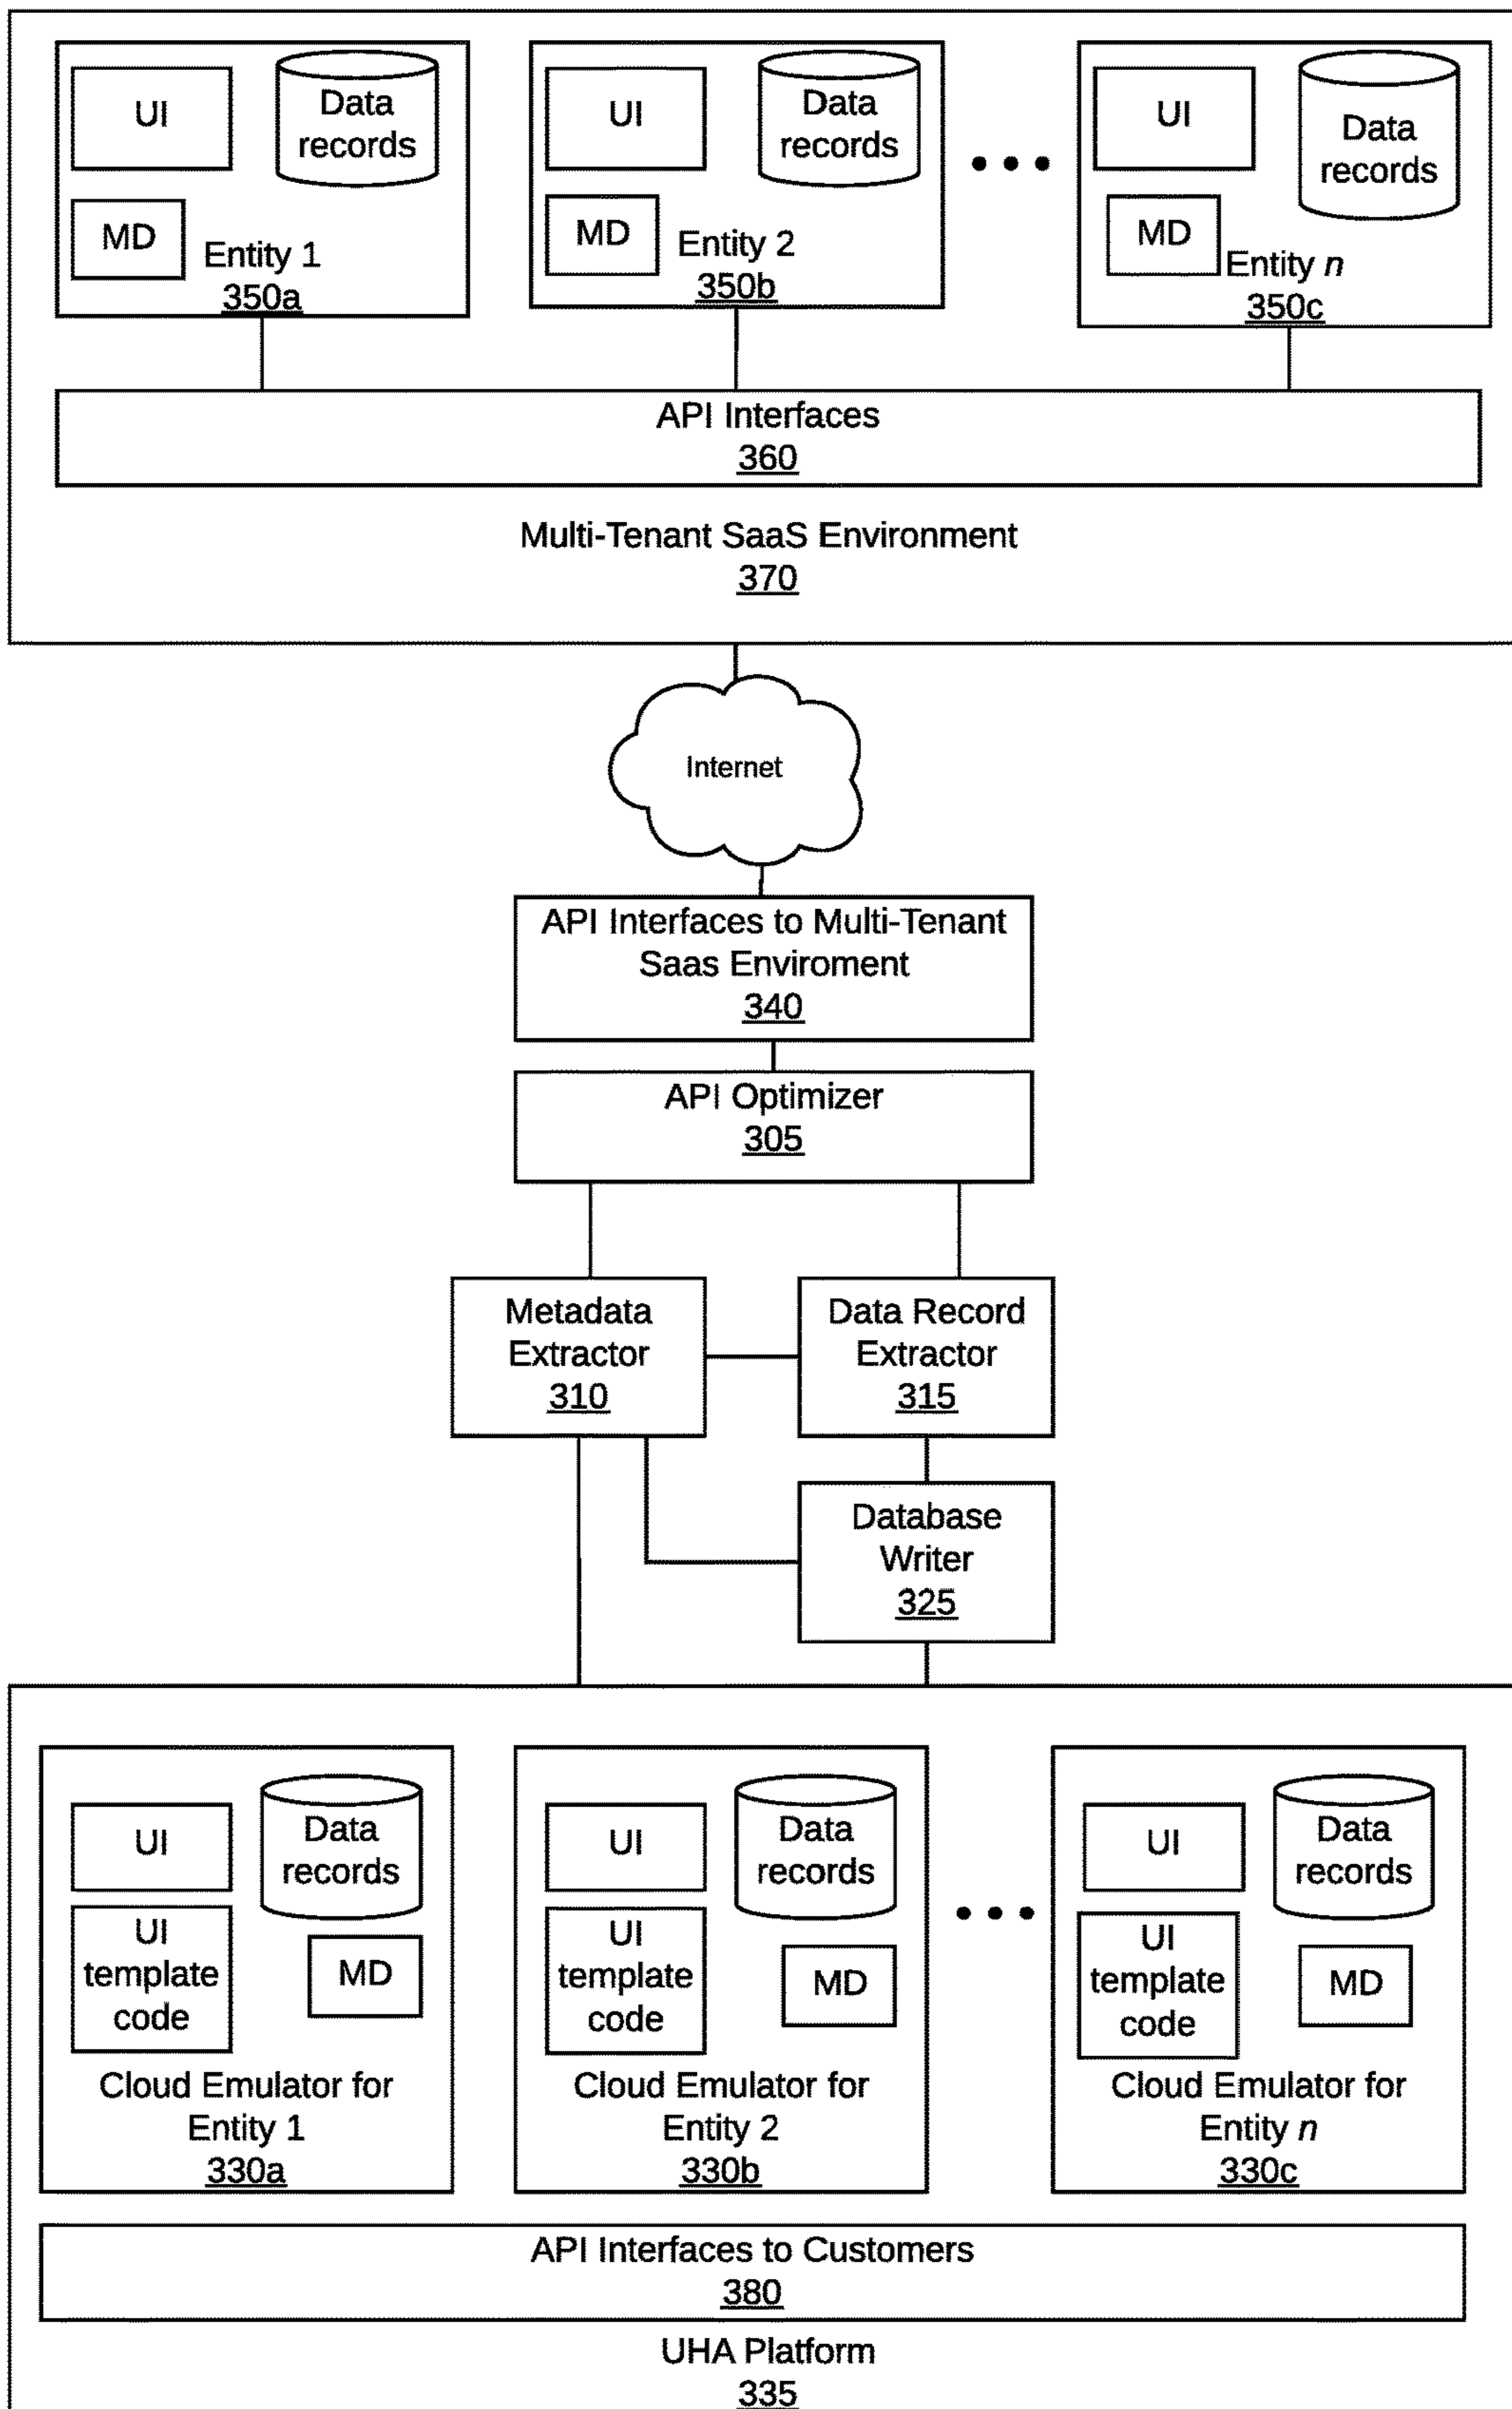 UI
Data
records
MD
Entity 1
350a
UI
Data
records
MD
Entity 2
350b
UI
Data
records
MD
Entity n
350c
API Interfaces
360
Multi-Tenant SaaS Environment
370
Internet
API Interfaces to Multi-Tenant
Saas Enviroment
340
API Optimizer
305
Metadata
Extractor
310
Data Record
Extractor
315
Database
Writer
325
UI
Data
records
UI
template
code
MD
Cloud Emulator for
Entity 1
330a
UI
Data
records
UI
template
code
MD
Cloud Emulator for
Entity 2
330b
UI
Data
records
UI
template
code
MD
Cloud Emulator for
Entity n
330c
API Interfaces to Customers
380
UHA Platform
335